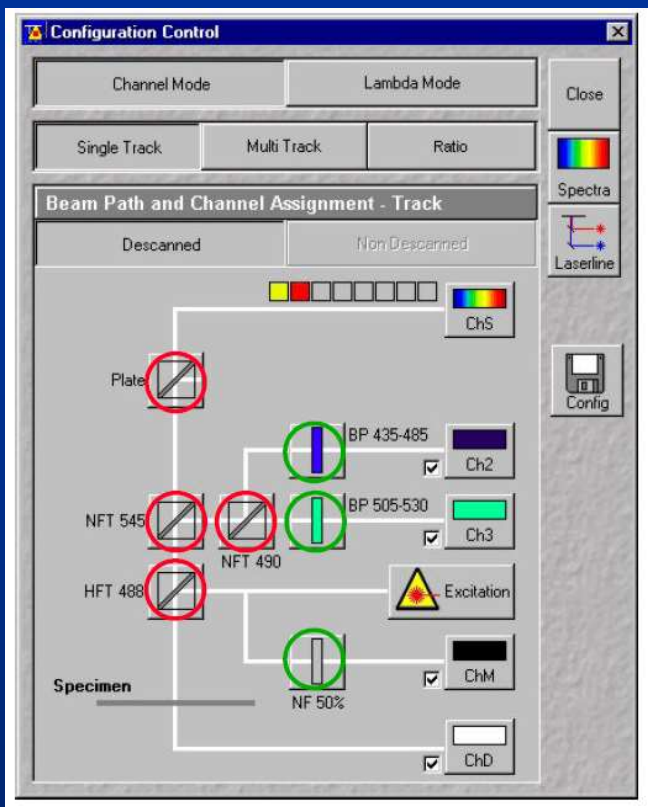 Configuration Control
Channel Mode
Lambda Mode
Close
Single Track
Multi Track
Ratio
Spectra
Beam Path and Channel Assignment - Track
Descanned
Non Descanned
Laserline
ChS
Plate
Config
BP 435-485
Ch2
NFT 545
NFT 490
BP 505-530
Ch3
HFT 488
Excitation
Specimen
NF 50%
ChM
ChD